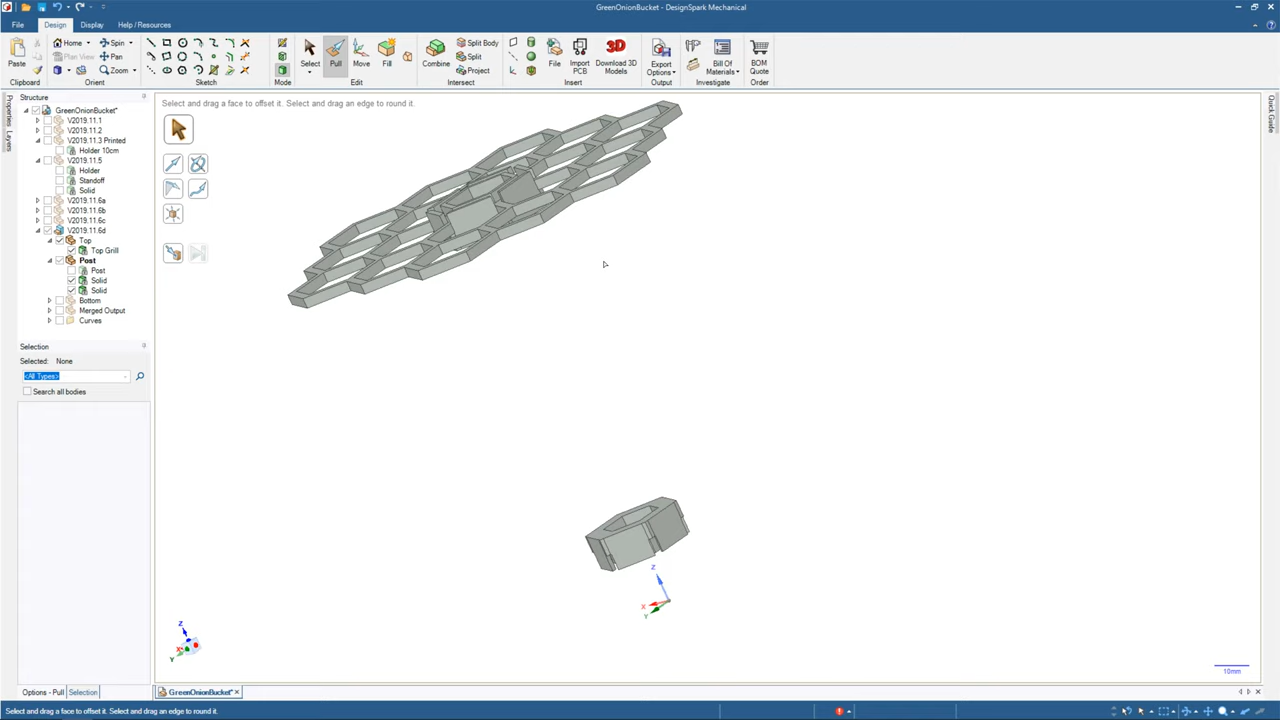 GreenOnionBucket - DesignSpark Mechanical
File Design Display Help / Resources
Paste
Clipboard
Home Spin
Plan View Pan
Zoom
Orient
Sketch
Mode
Select
Pull
Move
Fill
Edit
Combine
Split Body
Split
Project
Intersect
File
Import PCB
Download 3D Models
Insert
Export Options
Output
Bill Of Materials
Investigate
BOM Quote
Order
Properties
Layers
Structure
GreenOnionBucket*
V2019.11.1
V2019.11.2
V2019.11.3 Printed
Holder 10cm
V2019.11.5
Holder
Standoff
Solid
V2019.11.6a
V2019.11.6b
V2019.11.6c
V2019.11.6d
Top
Top Grill
Post
Post
Solid
Solid
Bottom
Merged Output
Curves
Selection
Selected: None
<All Types>
Search all bodies
Options - Pull Selection
Select and drag a face to offset it. Select and drag an edge to round it.
Z
X
Y
Z
X
Y
10mm
Quick Guide
GreenOnionBucket*
Select and drag a face to offset it. Select and drag an edge to round it.